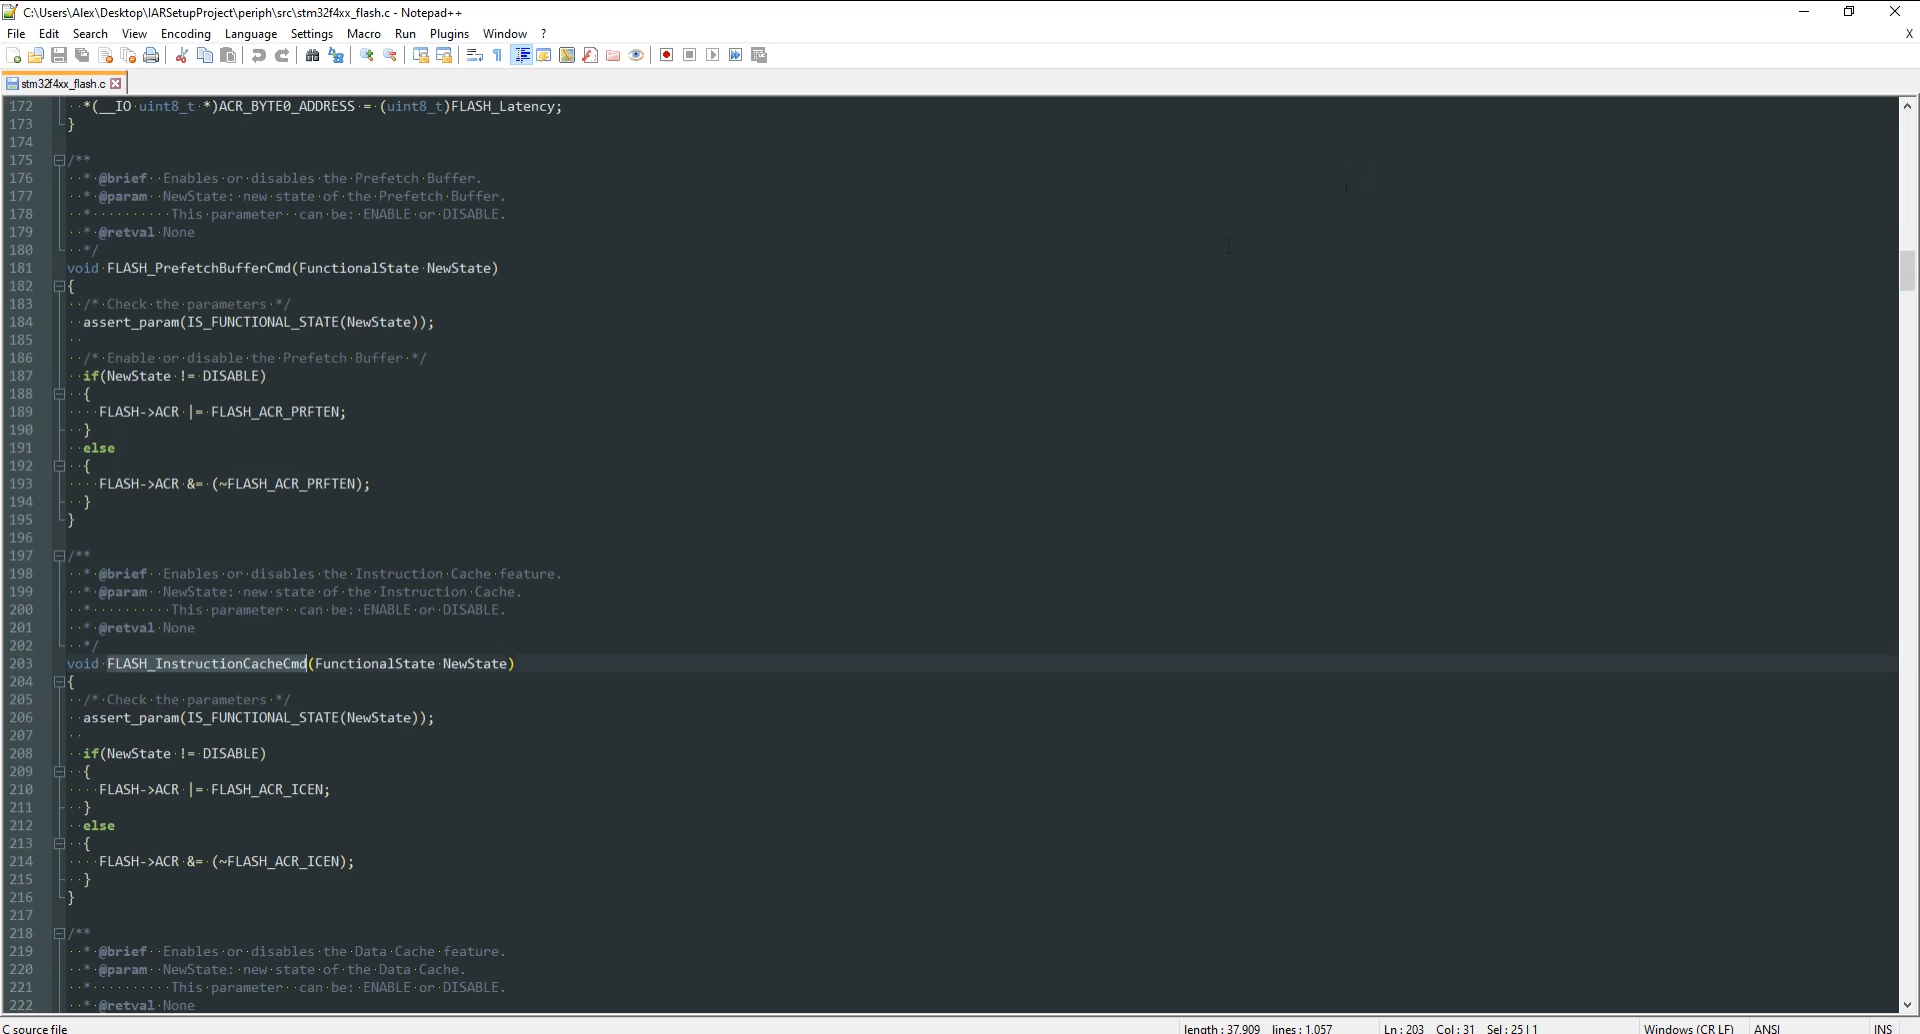 C:\Users\Alex\Desktop\IARSetupProject\periph\src\stm32f4xx_flash.c - Notepad++
File Edit Search View Encoding Language Settings Macro Run Plugins Window ? X
stm32f4xx_flash.c
172 *(__IO uint8_t *)ACR_BYTE0_ADDRESS = (uint8_t)FLASH_Latency;
173 }
174
175 /**
176 * @brief Enables or disables the Prefetch Buffer.
177 * @param NewState: new state of the Prefetch Buffer.
178 * This parameter can be: ENABLE or DISABLE.
179 * @retval None
180 */
181 void FLASH_PrefetchBufferCmd(FunctionalState NewState)
182 {
183 /* Check the parameters */
184 assert_param(IS_FUNCTIONAL_STATE(NewState));
185
186 /* Enable or disable the Prefetch Buffer */
187 if(NewState != DISABLE)
188 {
189 FLASH->ACR |= FLASH_ACR_PRFTEN;
190 }
191 else
192 {
193 FLASH->ACR &= (~FLASH_ACR_PRFTEN);
194 }
195 }
196
197 /**
198 * @brief Enables or disables the Instruction Cache feature.
199 * @param NewState: new state of the Instruction Cache.
200 * This parameter can be: ENABLE or DISABLE.
201 * @retval None
202 */
203 void FLASH_InstructionCacheCmd(FunctionalState NewState)
204 {
205 /* Check the parameters */
206 assert_param(IS_FUNCTIONAL_STATE(NewState));
207
208 if(NewState != DISABLE)
209 {
210 FLASH->ACR |= FLASH_ACR_ICEN;
211 }
212 else
213 {
214 FLASH->ACR &= (~FLASH_ACR_ICEN);
215 }
216 }
217
218 /**
219 * @brief Enables or disables the Data Cache feature.
220 * @param NewState: new state of the Data Cache.
221 * This parameter can be: ENABLE or DISABLE.
222 * @retval None
C source file length : 37,909 lines : 1,057 Ln : 203 Col : 31 Sel : 25 | 1 Windows (CR LF) ANSI INS